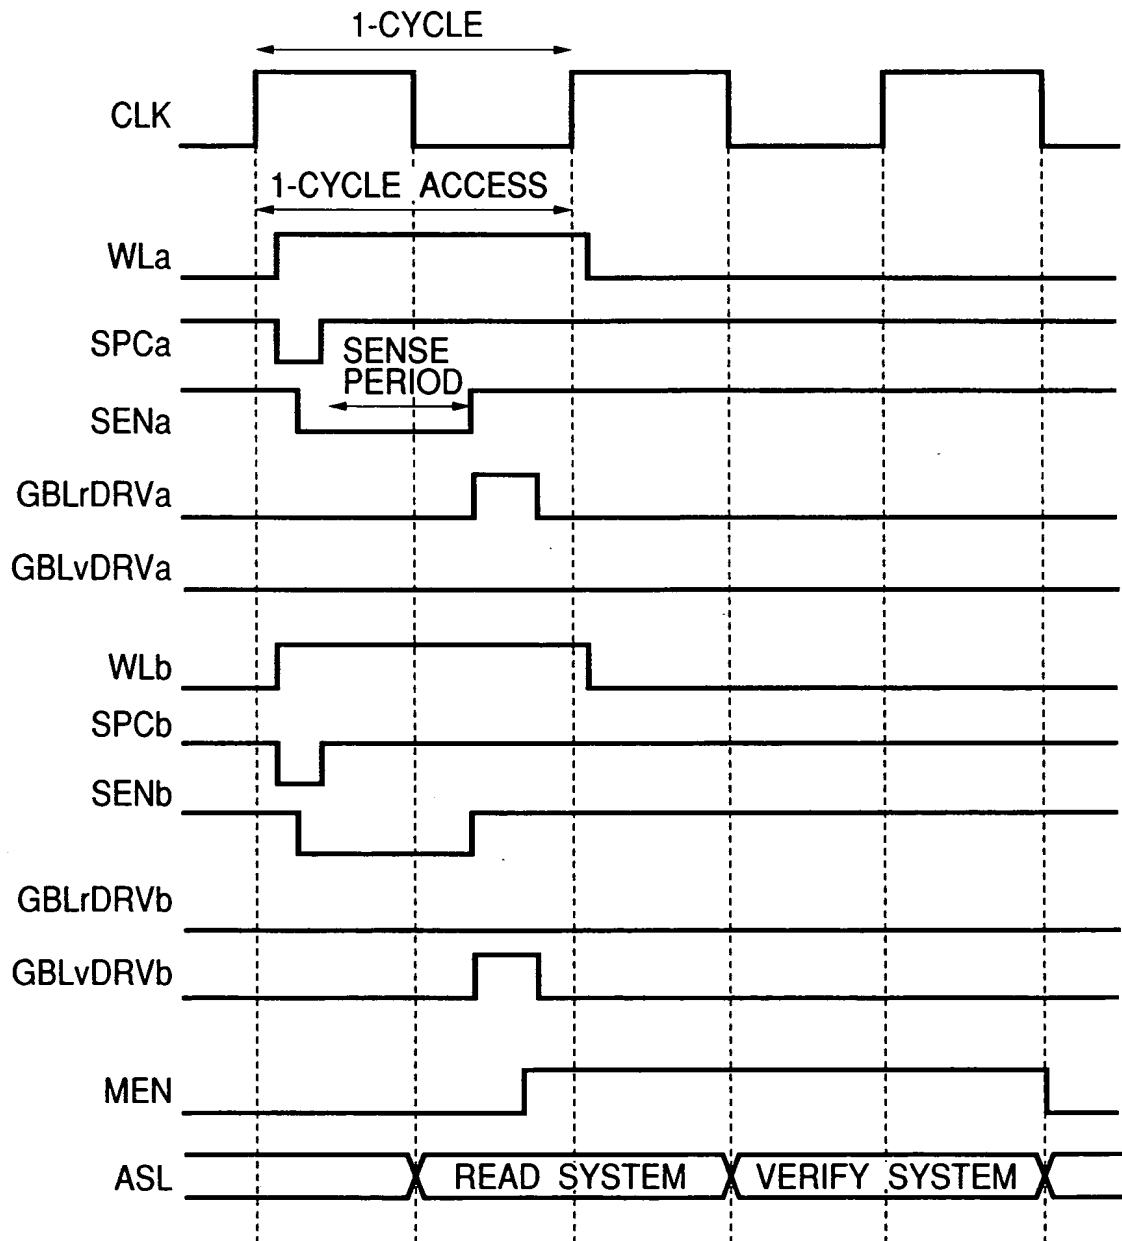 1-CYCLE
CLK
1-CYCLE ACCESS
WLa
SPCa
SENSE
PERIOD
SENa
GBLrDRVa
GBLvDRVa
WLb
SPCb
SENb
GBLrDRVb
GBLvDRVb
MEN
ASL READ SYSTEM VERIFY SYSTEM